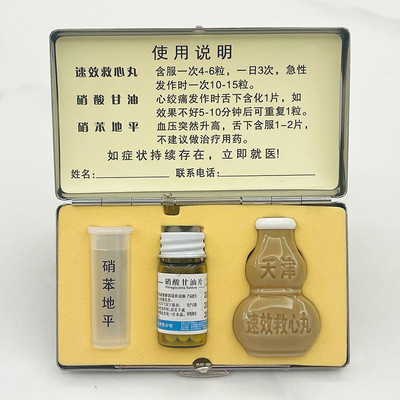 使用说明
速效救心丸 含服一次4-6粒，一日3次，急性
发作时一次10-15粒。
硝酸甘油 心绞痛发作时舌下含化1片，如
效果不好5-10分钟后可重复1粒。
硝苯地平 血压突然升高，舌下含服1-2片，
不建议做治疗用药。
如症状持续存在，立即就医!
姓名: 联系电话:
硝苯地平
硝酸甘油片
Nitroglycerin Tablets
天津
速效救心丸